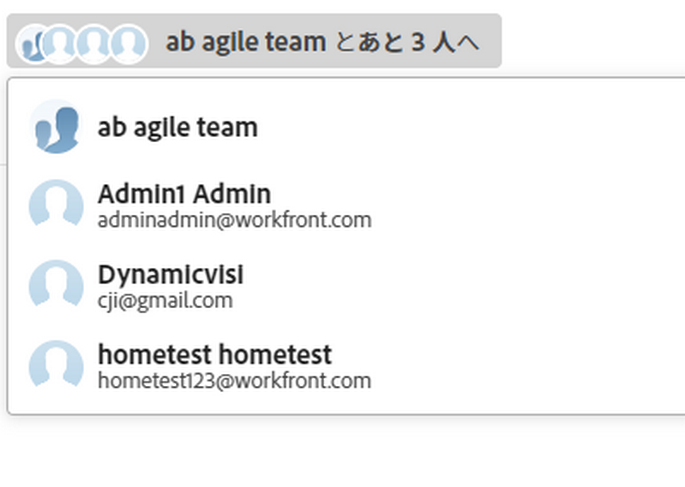 ab agile team とあと 3 人へ
ab agile team
Admin1 Admin
adminadmin@workfront.com
Dynamicvisi
cji@gmail.com
hometest hometest
hometest123@workfront.com